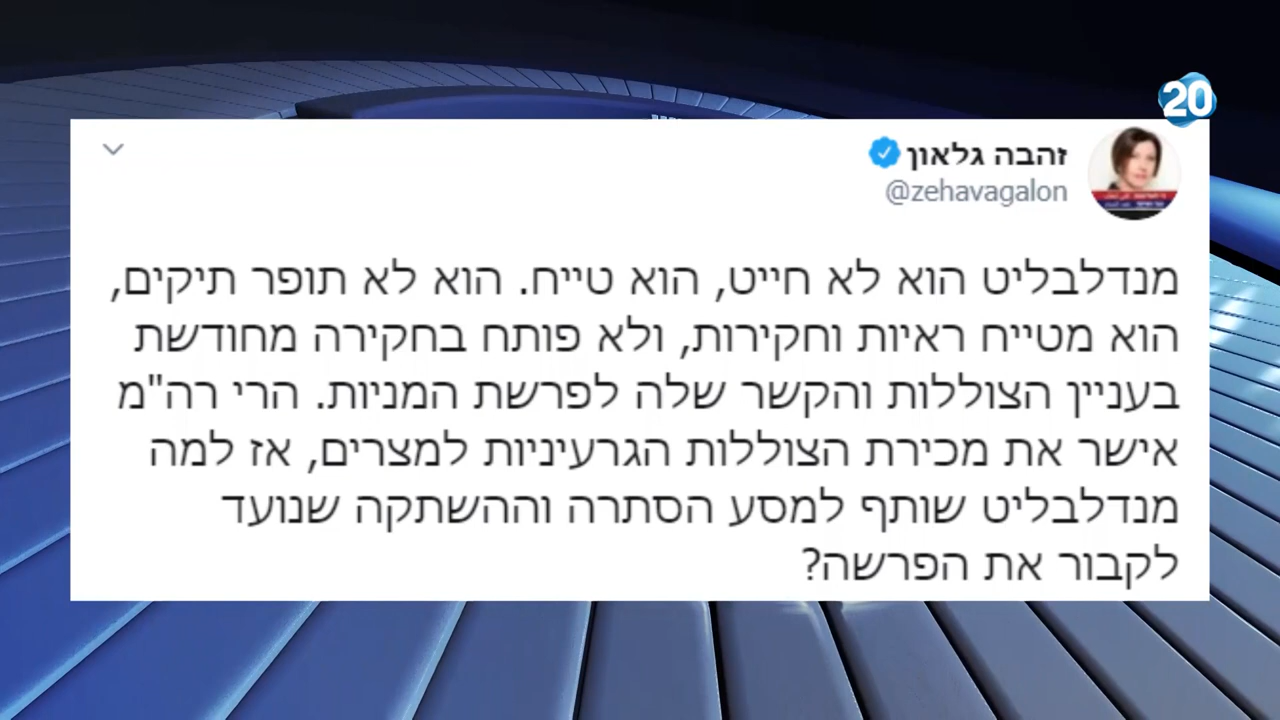 20
זהבה גלאון
@zehavagalon
מנדלבליט הוא לא חייט, הוא טייח. הוא לא תופר תיקים,
הוא מטייח ראיות וחקירות, ולא פותח בחקירה מחודשת
בעניין הצוללות והקשר שלה לפרשת המניות. הרי רה"מ
אישר את מכירת הצוללות הגרעיניות למצרים, אז למה
מנדלבליט שותף למסע הסתרה וההשתקה שנועד
לקבור את הפרשה?